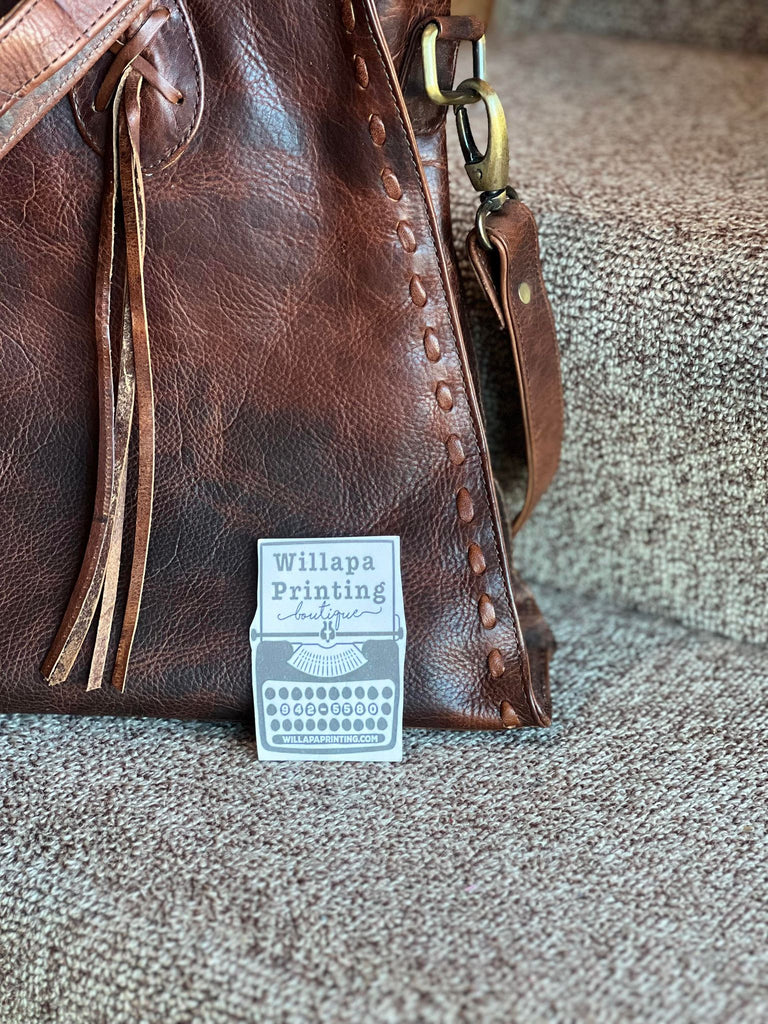 Willapa
Printing
boutique
942-5580
WILLAPAPRINTING.COM